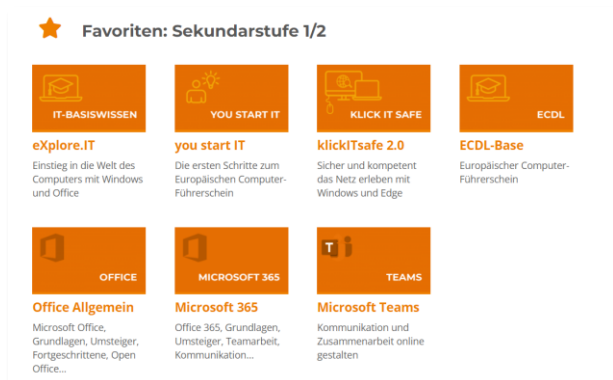 Favoriten: Sekundarstufe 1/2
IT-BASISWISSEN
eXplore.IT
Einstieg in die Welt des
Computers mit Windows
und Office
YOU START IT
you start IT
Die ersten Schritte zum
Europäischen Computer-
Führerschein
KLICK IT SAFE
klickITsafe 2.0
Sicher und kompetent
das Netz erleben mit
Windows und Edge
ECDL
ECDL-Base
Europäischer Computer-
Führerschein
OFFICE
Office Allgemein
Microsoft Office,
Grundlagen, Umsteiger,
Fortgeschrittene, Open
Office...
MICROSOFT 365
Microsoft 365
Office 365, Grundlagen,
Umsteiger, Teamarbeit,
Kommunikation...
T
TEAMS
Microsoft Teams
Kommunikation und
Zusammenarbeit online
gestalten